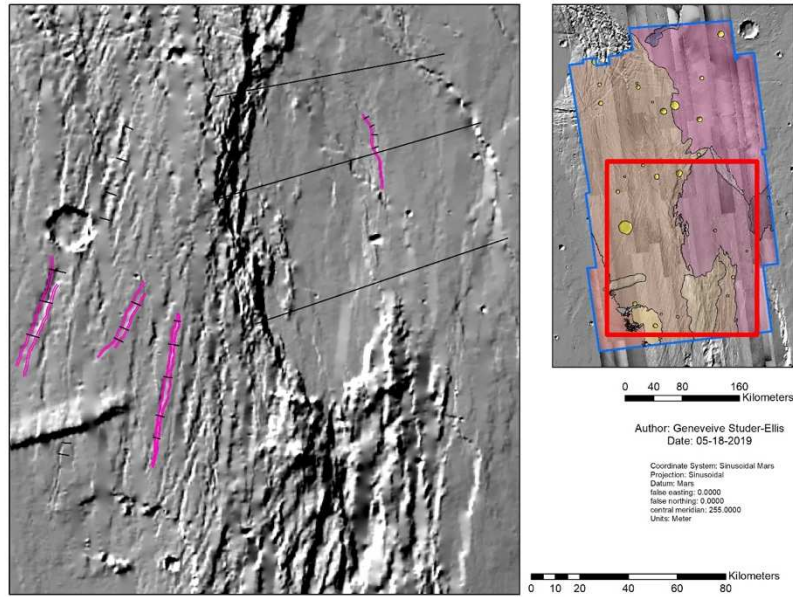 0 40 80 160
Kilometers
Author: Geneveive Studer-Ellis
Date: 05-18-2019
Coordinate System: Sinusoidal Mars
Projection: Sinusoidal
Datum: Mars
false easting: 0.0000
false northing: 0.0000
central meridian: 255.0000
Units: Meter
Kilometers
0 10 20 40 60 80